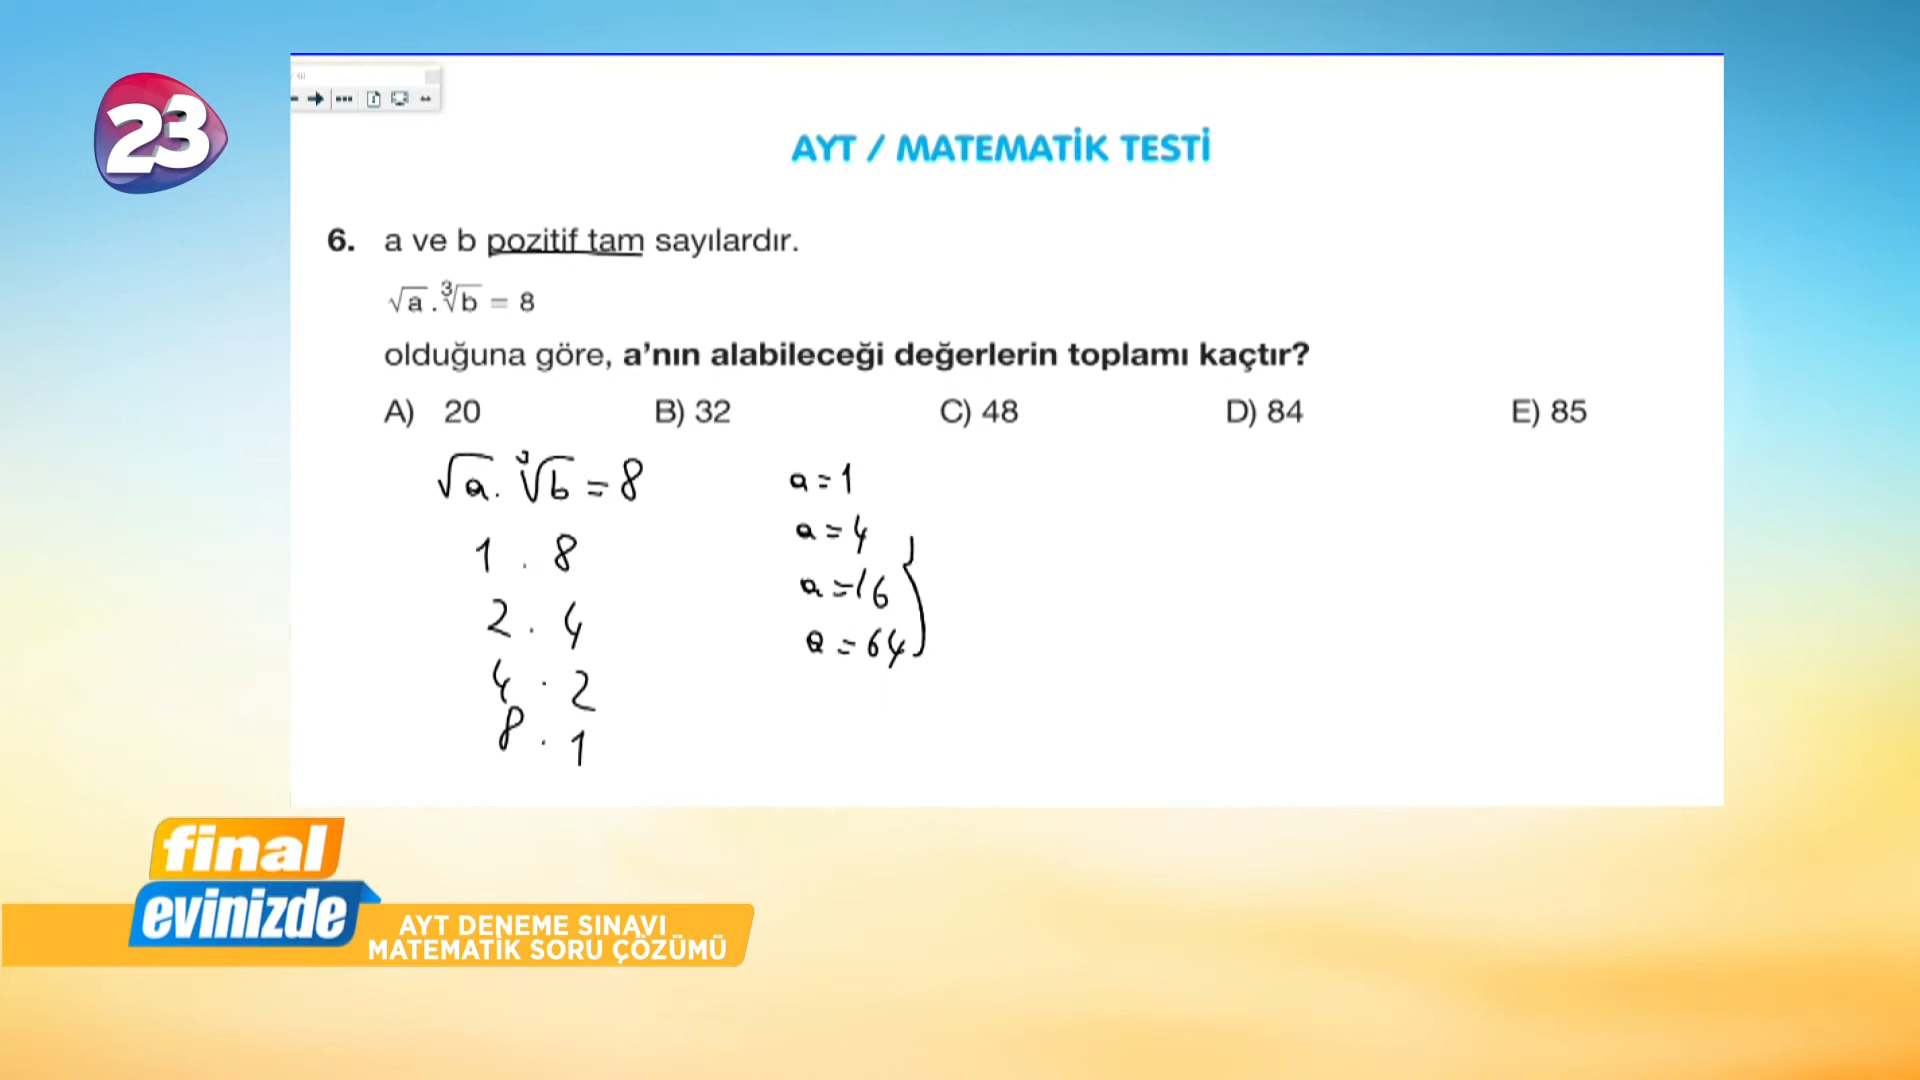 23
AYT / MATEMATİK TESTİ
6. a ve b pozitif tam sayılardır.
√a . ∛b = 8
olduğuna göre, a'nın alabileceği değerlerin toplamı kaçtır?
A) 20 B) 32 C) 48 D) 84 E) 85
√a . ∛b = 8
1 . 8
2 . 4
4 . 2
8 . 1
a = 1
a = 4
a = 16
a = 64
final
evinizde
AYT DENEME SINAVI
MATEMATİK SORU ÇÖZÜMÜ